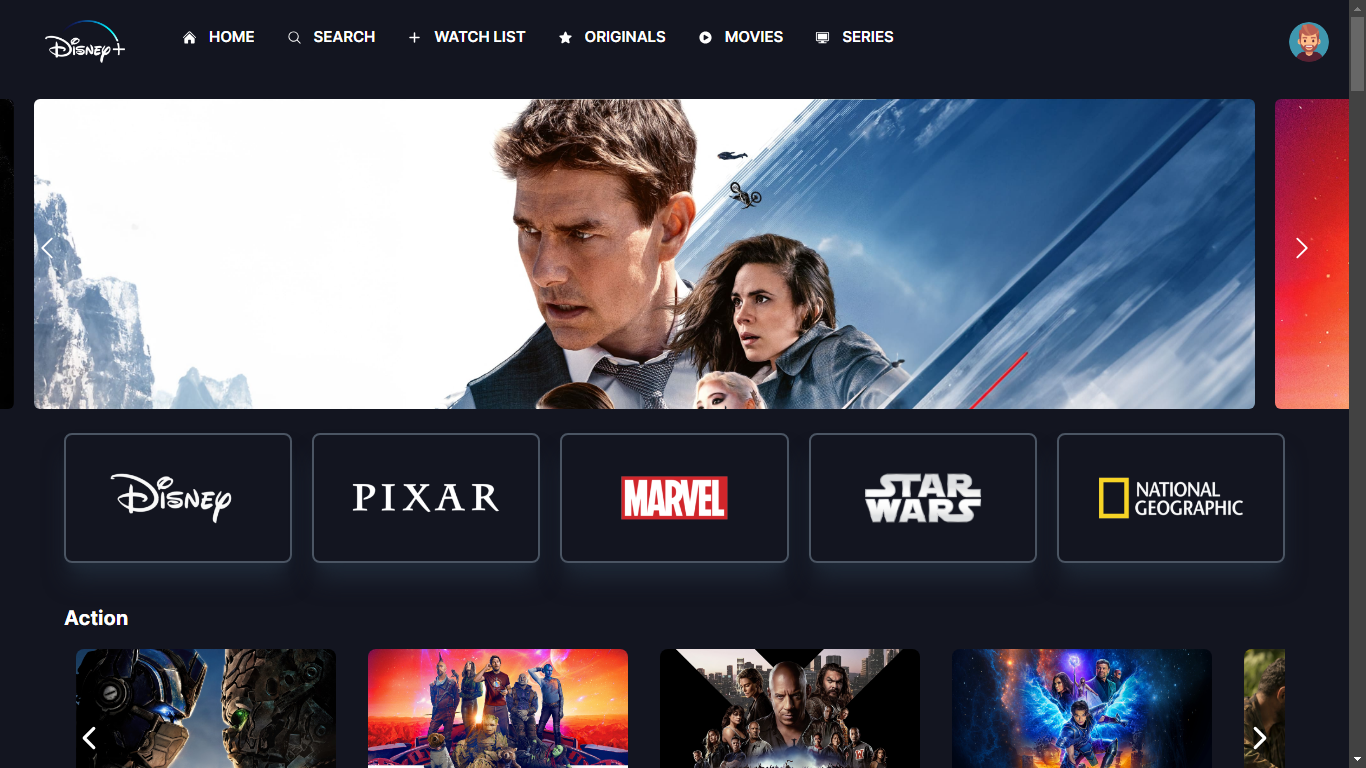 Disney+
HOME
SEARCH
WATCH LIST
ORIGINALS
MOVIES
SERIES
Disney
PIXAR
MARVEL
STAR
WARS
NATIONAL
GEOGRAPHIC
Action